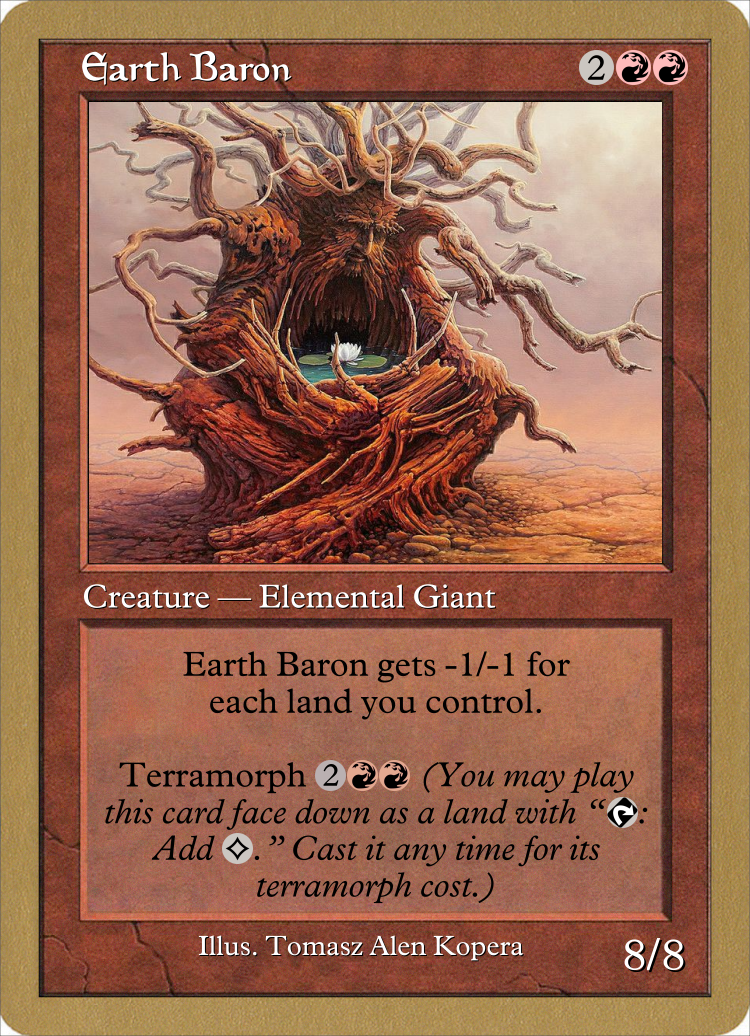 Earth Baron 2
Creature — Elemental Giant
Earth Baron gets -1/-1 for
each land you control.
Terramorph 2 (You may play
this card face down as a land with “:
Add .” Cast it any time for its
terramorph cost.)
Illus. Tomasz Alen Kopera
8/8